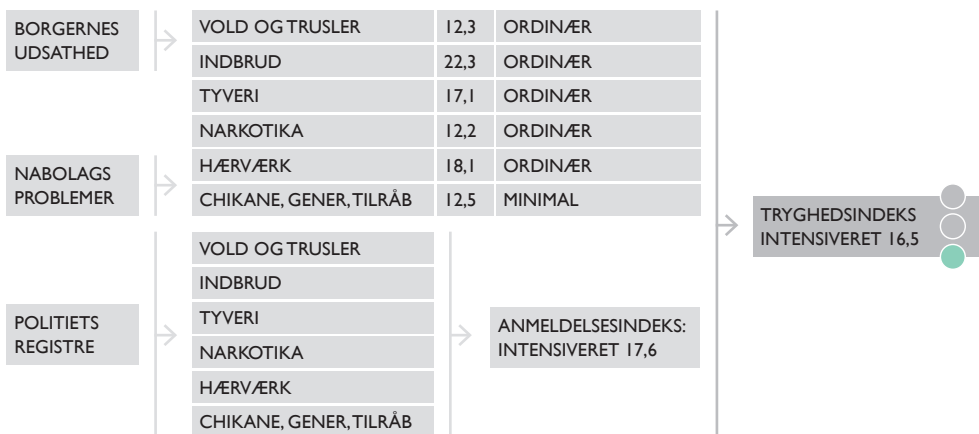 BORGERNES
UDSATHED
VOLD OG TRUSLER 12,3 ORDINÆR
INDBRUD 22,3 ORDINÆR
TYVERI 17,1 ORDINÆR
NARKOTIKA 12,2 ORDINÆR
NABOLAGS
PROBLEMER
HÆRVÆRK 18,1 ORDINÆR
CHIKANE, GENER, TILRÅB 12,5 MINIMAL
POLITIETS
REGISTRE
VOLD OG TRUSLER
INDBRUD
TYVERI
NARKOTIKA
HÆRVÆRK
CHIKANE, GENER, TILRÅB
ANMELDELSESINDEKS:
INTENSIVERET 17,6
TRYGHEDSINDEKS
INTENSIVERET 16,5